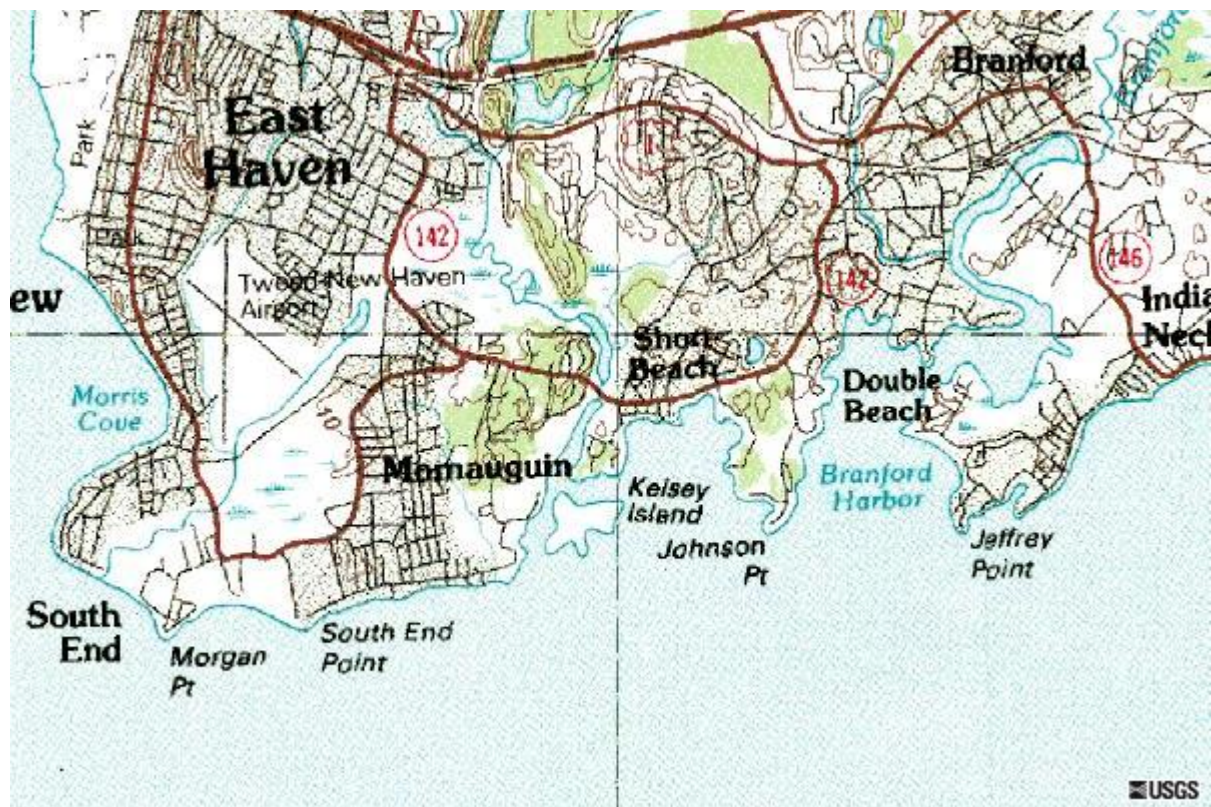 Branford
Branford
East
Haven
1
Park
142
Park
Tweed-New Haven
Airport
142
146
ew
India
Neck
Short
Beach
Morris
Cove
Double
Beach
10
Momauguin
Kelsey
Island
Branford
Harbor
Johnson
Pt
Jeffrey
Point
South
End
South End
Point
Morgan
Pt
USGS